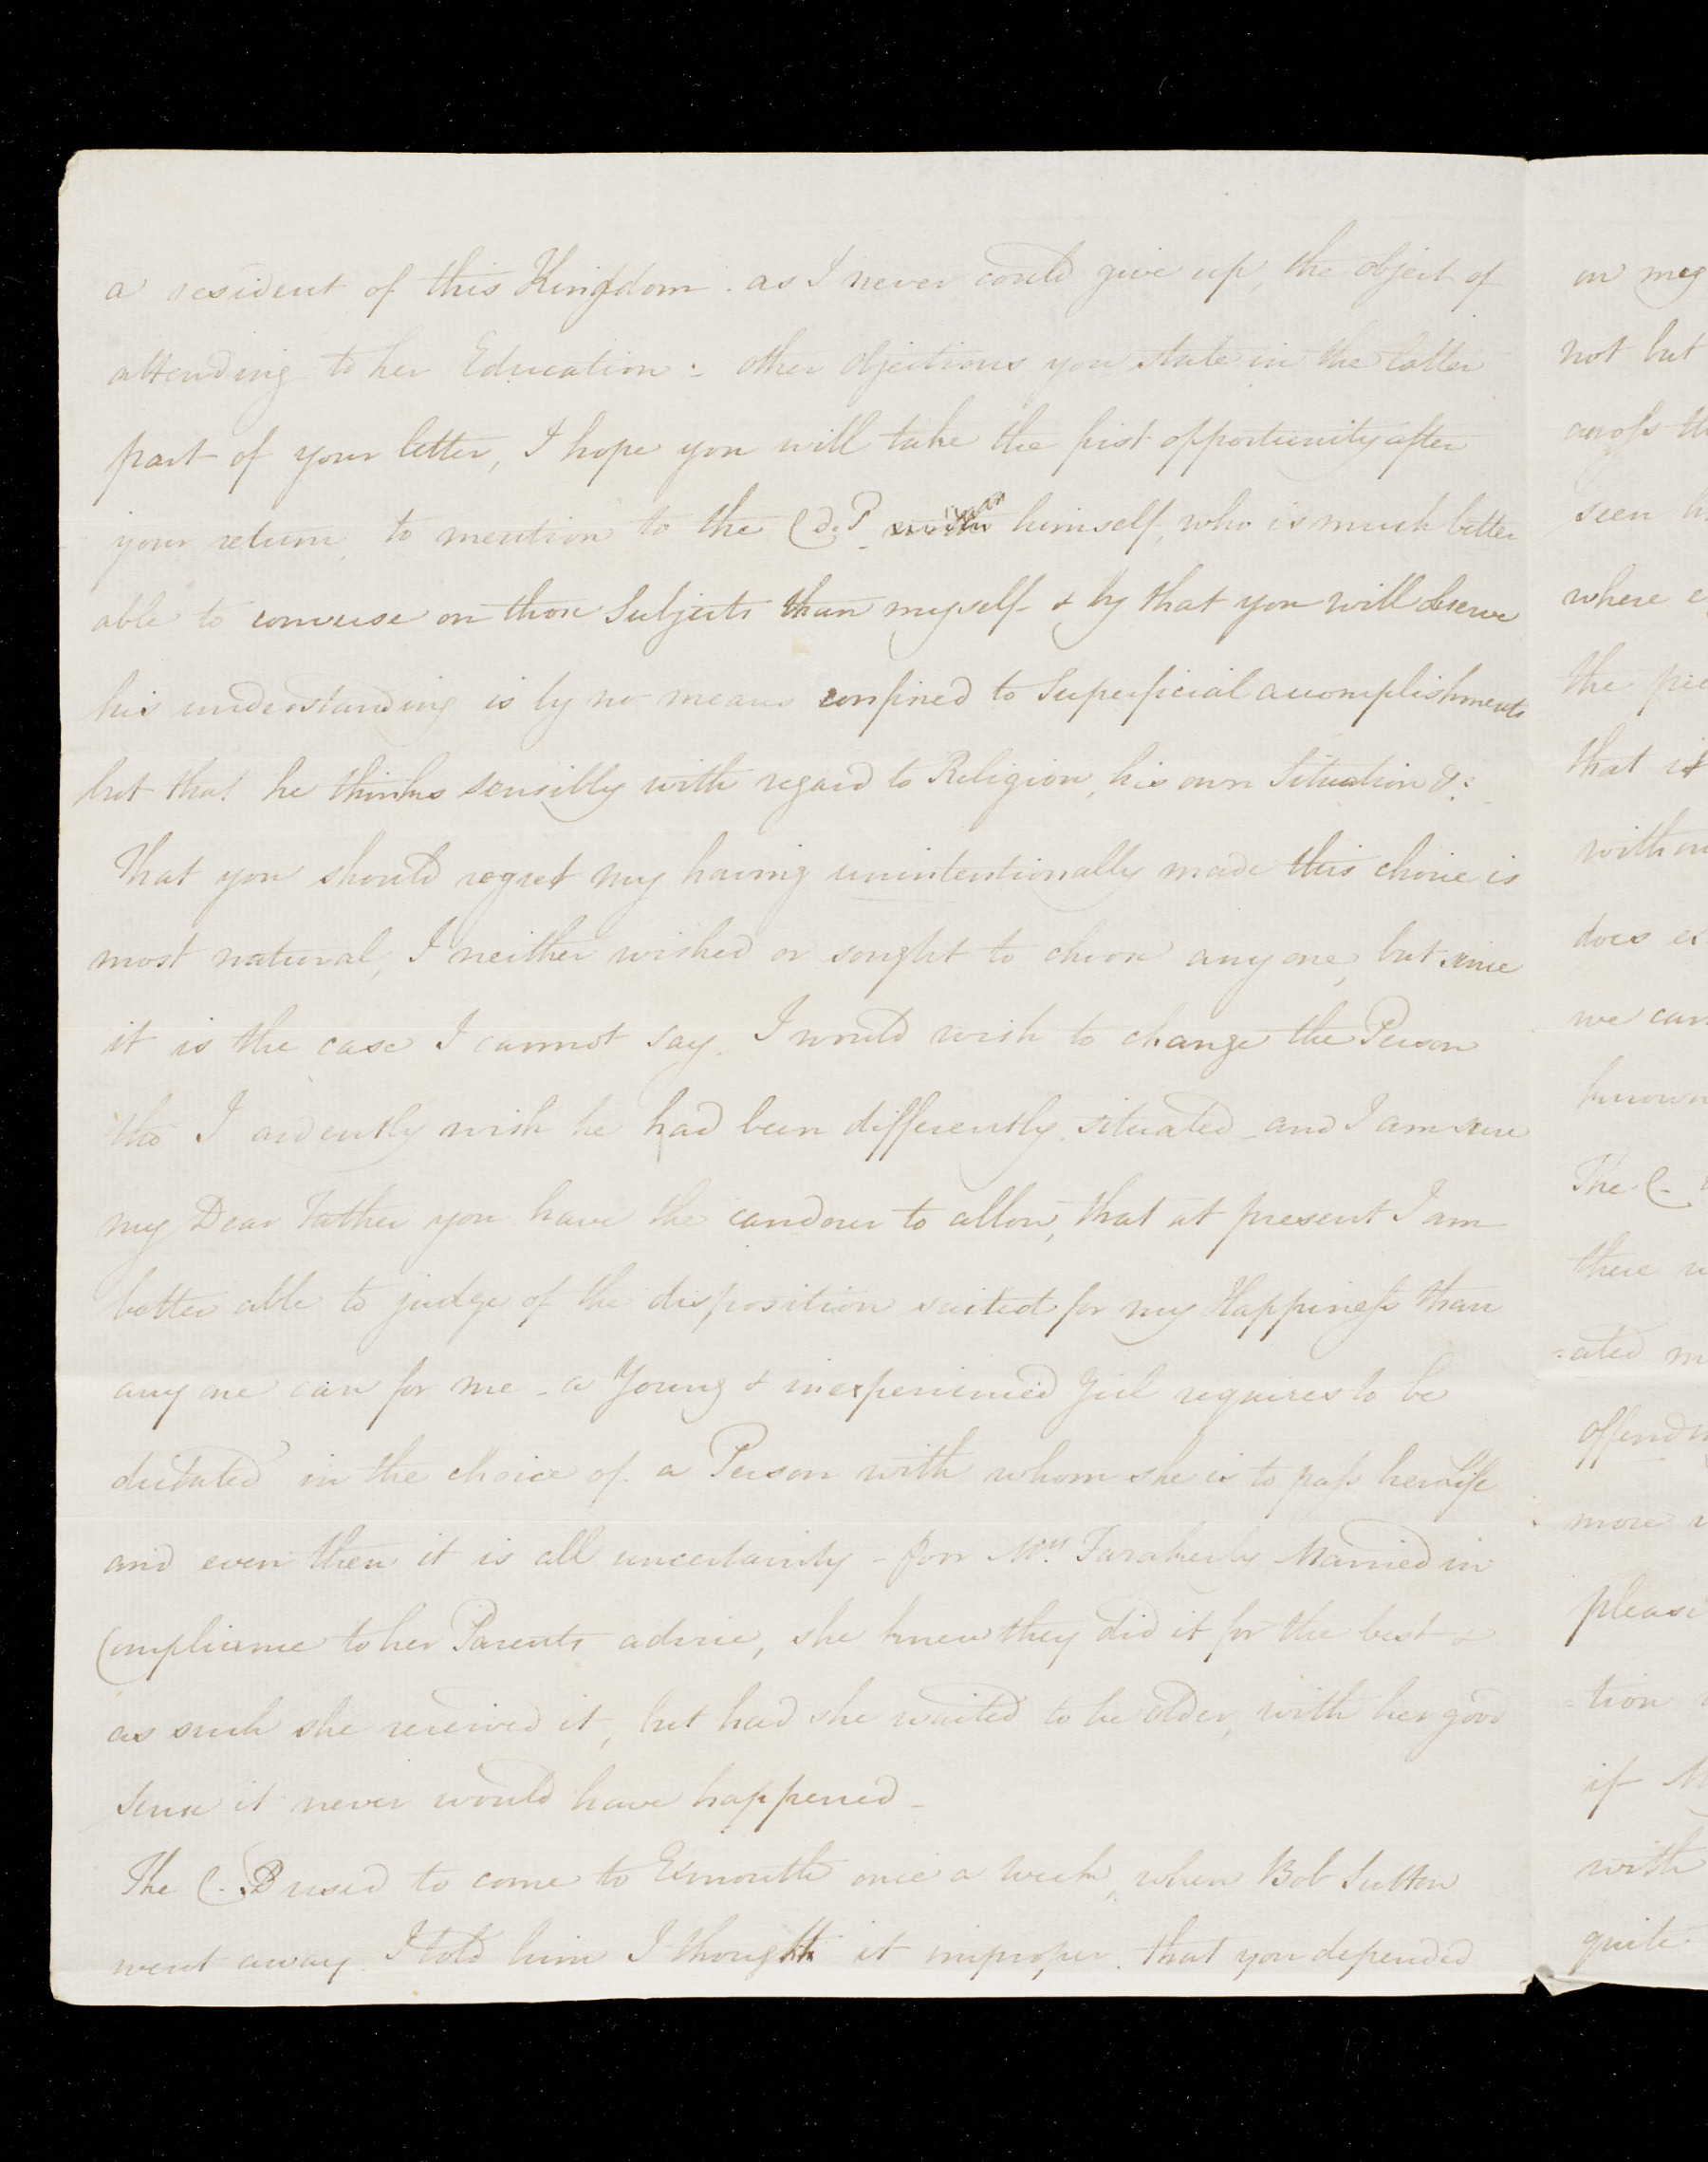 a resident of this Kingdom. as I never could give up, the object of
attending to her Education: other objections you state in the latter
part of your letter, I hope you will take the first opportunity after
your return, to mention to the C. d. P himself, who is much better
able to converse on those Subjects than myself & by that you will observe
his understanding is by no means confined to Superficial accomplishments
but that he thinks sensibly with regard to Religion, his own Situation &c:
That you should regret my having unintentionally made this choice is
most natural, I neither wished or sought to choose any one, but since
it is the case I cannot say I would wish to change the Person
tho I ardently wish he had been differently situated - and I am sure
my Dear Father you have the candour to allow, that at present I am
better able to judge of the disposition suited for my Happiness than
any one can for me - a Young & inexperienced Girl requires to be
dictated in the choice of a Person with whom she is to pass her Life
and even then it is all uncertainty - poor Mrs. Married in
Compliance to her Parents advice, she knew they did it for the best &
as such she received it, but had she waited to be older, with her good
sense it never would have happened -
The C. P used to come to Exmouth once a week, when Bob Sutton
went away I told him I thought it improper. that you depended
on my
not but
across th
seen
where
the
that it
witho
does
we can
known
The C.
there
=ated m
offend
more
please
=tion
if M
with
quite